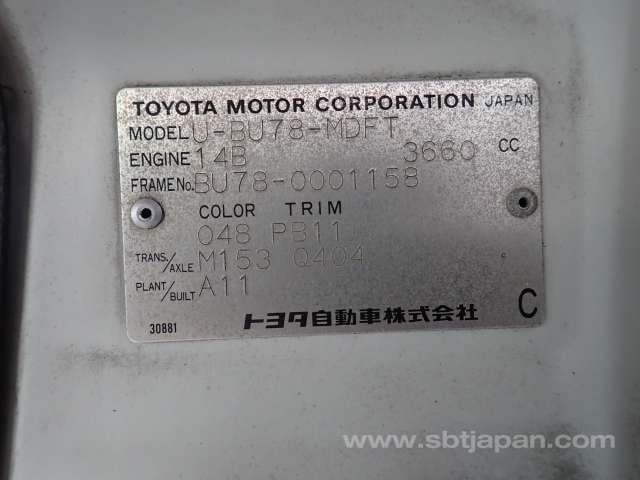 TOYOTA MOTOR CORPORATION JAPAN
MODEL U-BU78-MDFT
ENGINE 14B 3660 CC
FRAME No. BU78-0001158
COLOR TRIM
048 PB11
TRANS./AXLE M153 Q404
PLANT/BUILT A11
30881 トヨタ自動車株式会社 C
www.sbtjapan.com